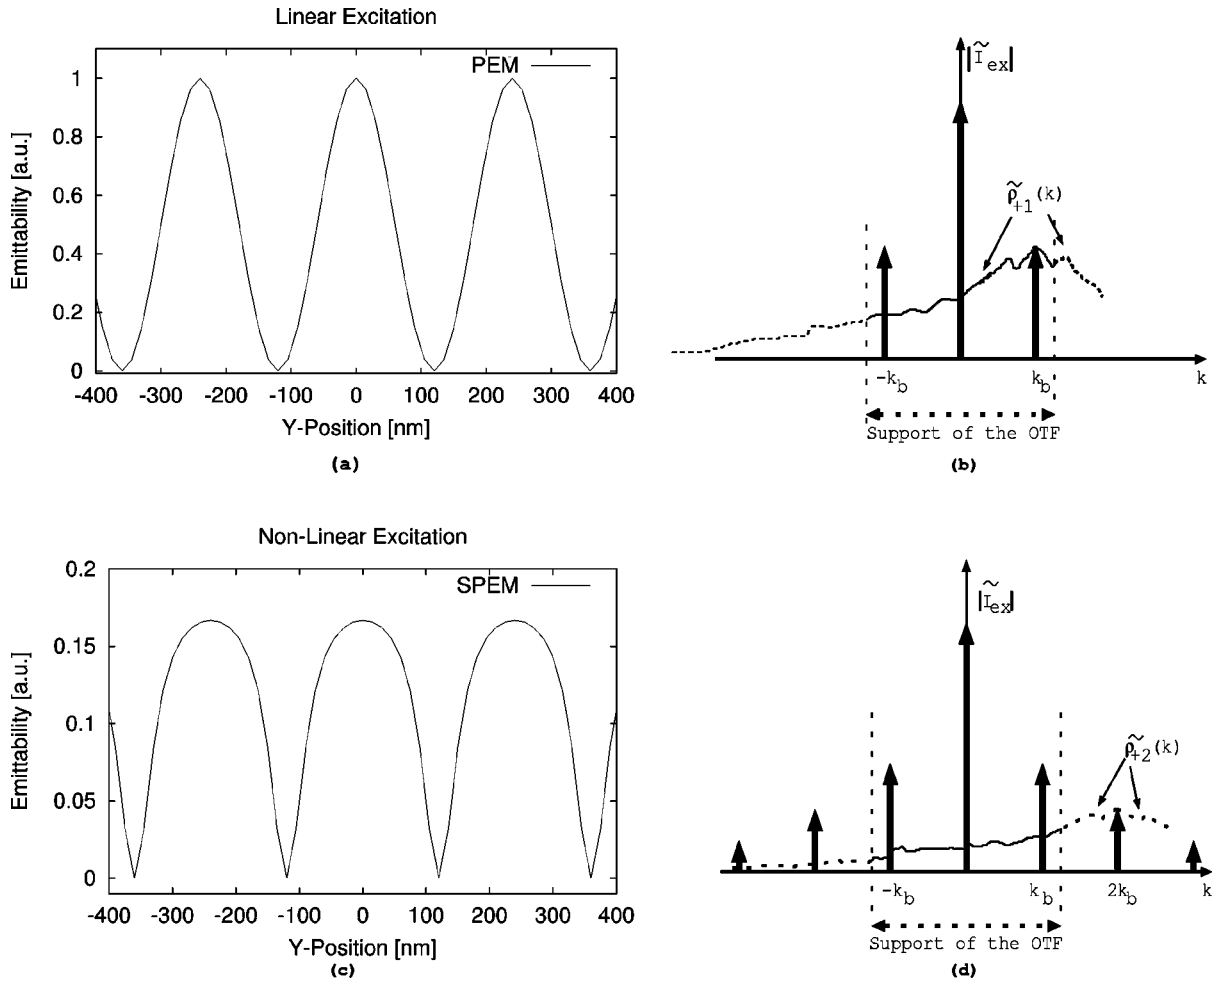 Linear Excitation
PEM
Emittability [a.u.]
1
0.8
0.6
0.4
0.2
0
-400 -300 -200 -100 0 100 200 300 400
Y-Position [nm]
(a)
|Ĩex|
ρ̃+1(k)
-kb kb k
Support of the OTF
(b)
Non-Linear Excitation
SPEM
Emittability [a.u.]
0.2
0.15
0.1
0.05
0
-400 -300 -200 -100 0 100 200 300 400
Y-Position [nm]
(c)
|Ĩex|
ρ̃+2(k)
-kb kb 2kb k
Support of the OTF
(d)